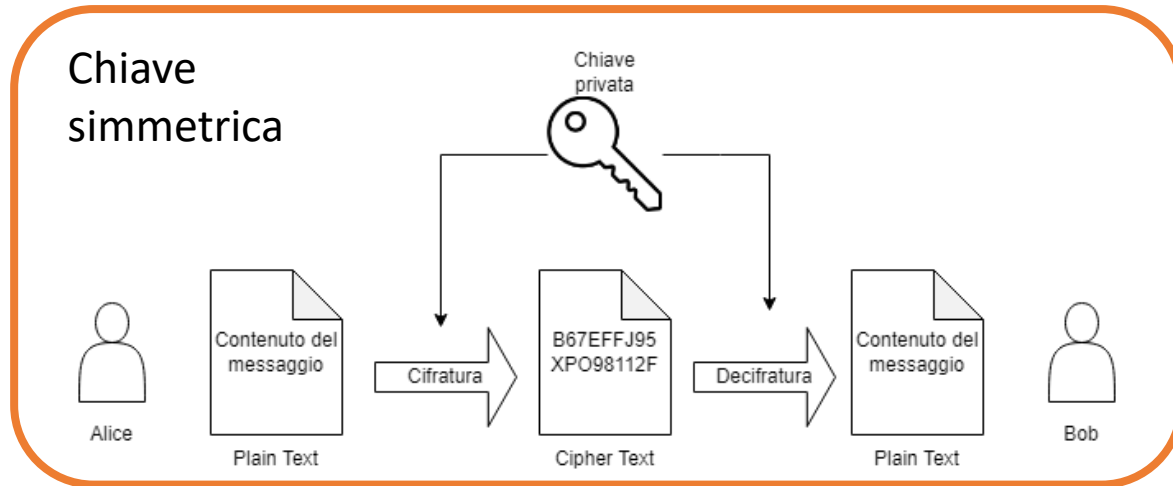 Chiave
simmetrica
Chiave
privata
Contenuto del
messaggio
Cifratura
B67EFFJ95
XPO98112F
Decifratura
Contenuto del
messaggio
Alice
Plain Text
Cipher Text
Plain Text
Bob